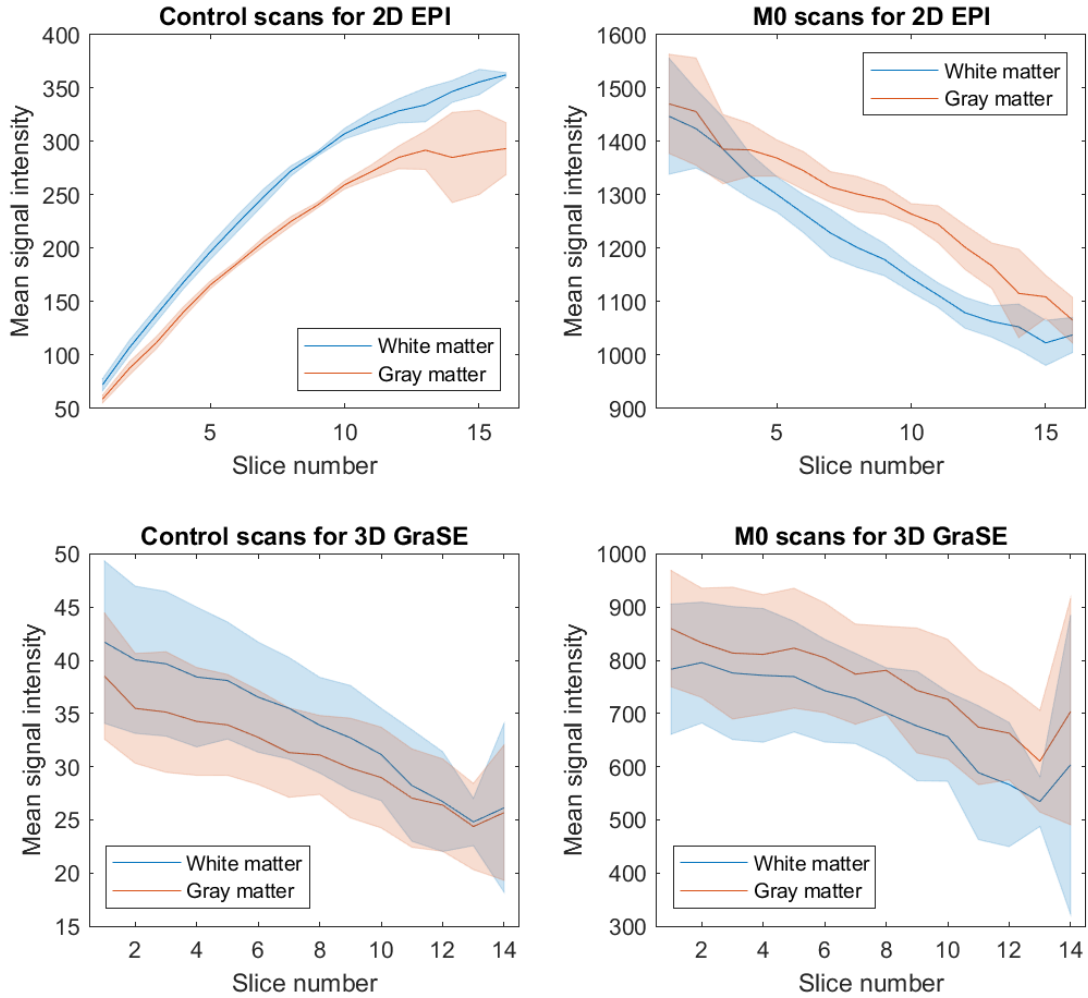 Control scans for 2D EPI
Mean signal intensity
400
350
300
250
200
150
100
50
5
10
15
Slice number
White matter
Gray matter
M0 scans for 2D EPI
Mean signal intensity
1600
1500
1400
1300
1200
1100
1000
900
5
10
15
Slice number
White matter
Gray matter
Control scans for 3D GraSE
Mean signal intensity
50
45
40
35
30
25
20
15
2
4
6
8
10
12
14
Slice number
White matter
Gray matter
M0 scans for 3D GraSE
Mean signal intensity
1000
900
800
700
600
500
400
300
2
4
6
8
10
12
14
Slice number
White matter
Gray matter